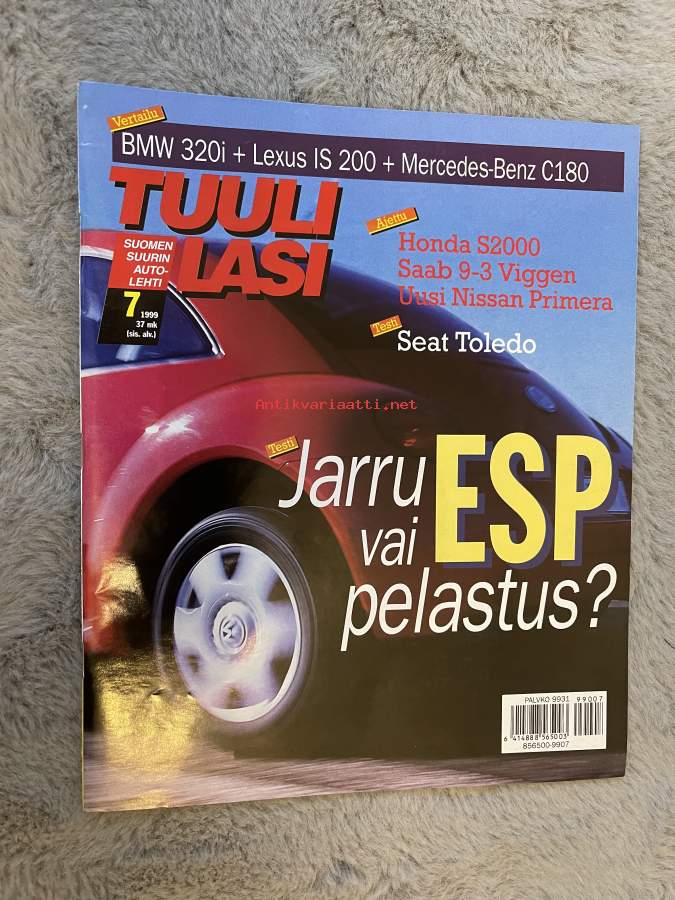 Vertailu
BMW 320i + Lexus IS 200 + Mercedes-Benz C180
TUULI
LASI
SUOMEN
SUURIN
AUTO-
LEHTI
7 1999
37 mk
(sis. alv.)
Ajettu
Honda S2000
Saab 9-3 Viggen
Uusi Nissan Primera
Testi
Seat Toledo
Antikvariaatti.net
Testi
Jarru ESP
vai
pelastus?
PALVKO 9931 99007
6 414888 565003
856500-9907